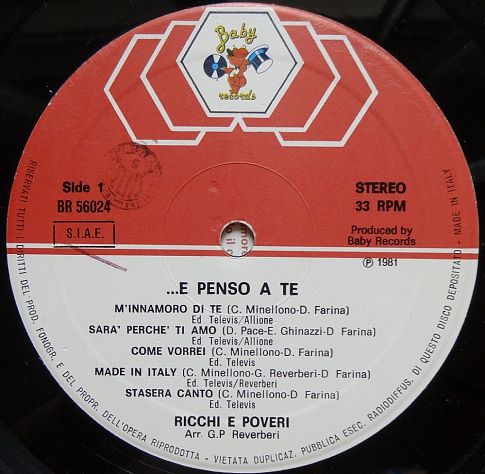 Baby
records
Side 1
BR 56024
S.I.A.E.
STEREO
33 RPM
Produced by
Baby Records
℗ 1981
...E PENSO A TE
M'INNAMORO DI TE (C. Minellono-D. Farina)
Ed Televis/Allione
SARA' PERCHE' TI AMO (D. Pace-E. Ghinazzi-D Farina)
Ed. Televis/Allione
COME VORREI (C. Minellono-D. Farina)
Ed. Televis
MADE IN ITALY (C. Minellono-G. Reverberi-D Farina)
Ed. Televis/Reverberi
STASERA CANTO (C. Minellono-D Farina)
Ed. Televis
RICCHI E POVERI
Arr. G.P Reverberi
RISERVATI TUTTI I DIRITTI DEL PROD. FONOGR. E DEL PROPR. DELL'OPERA RIPRODOTTA - VIETATA DUPLICAZ. PUBBLICA ESEC. RADIODIFFUS. DI QUESTO DISCO DEPOSITATO - MADE IN ITALY